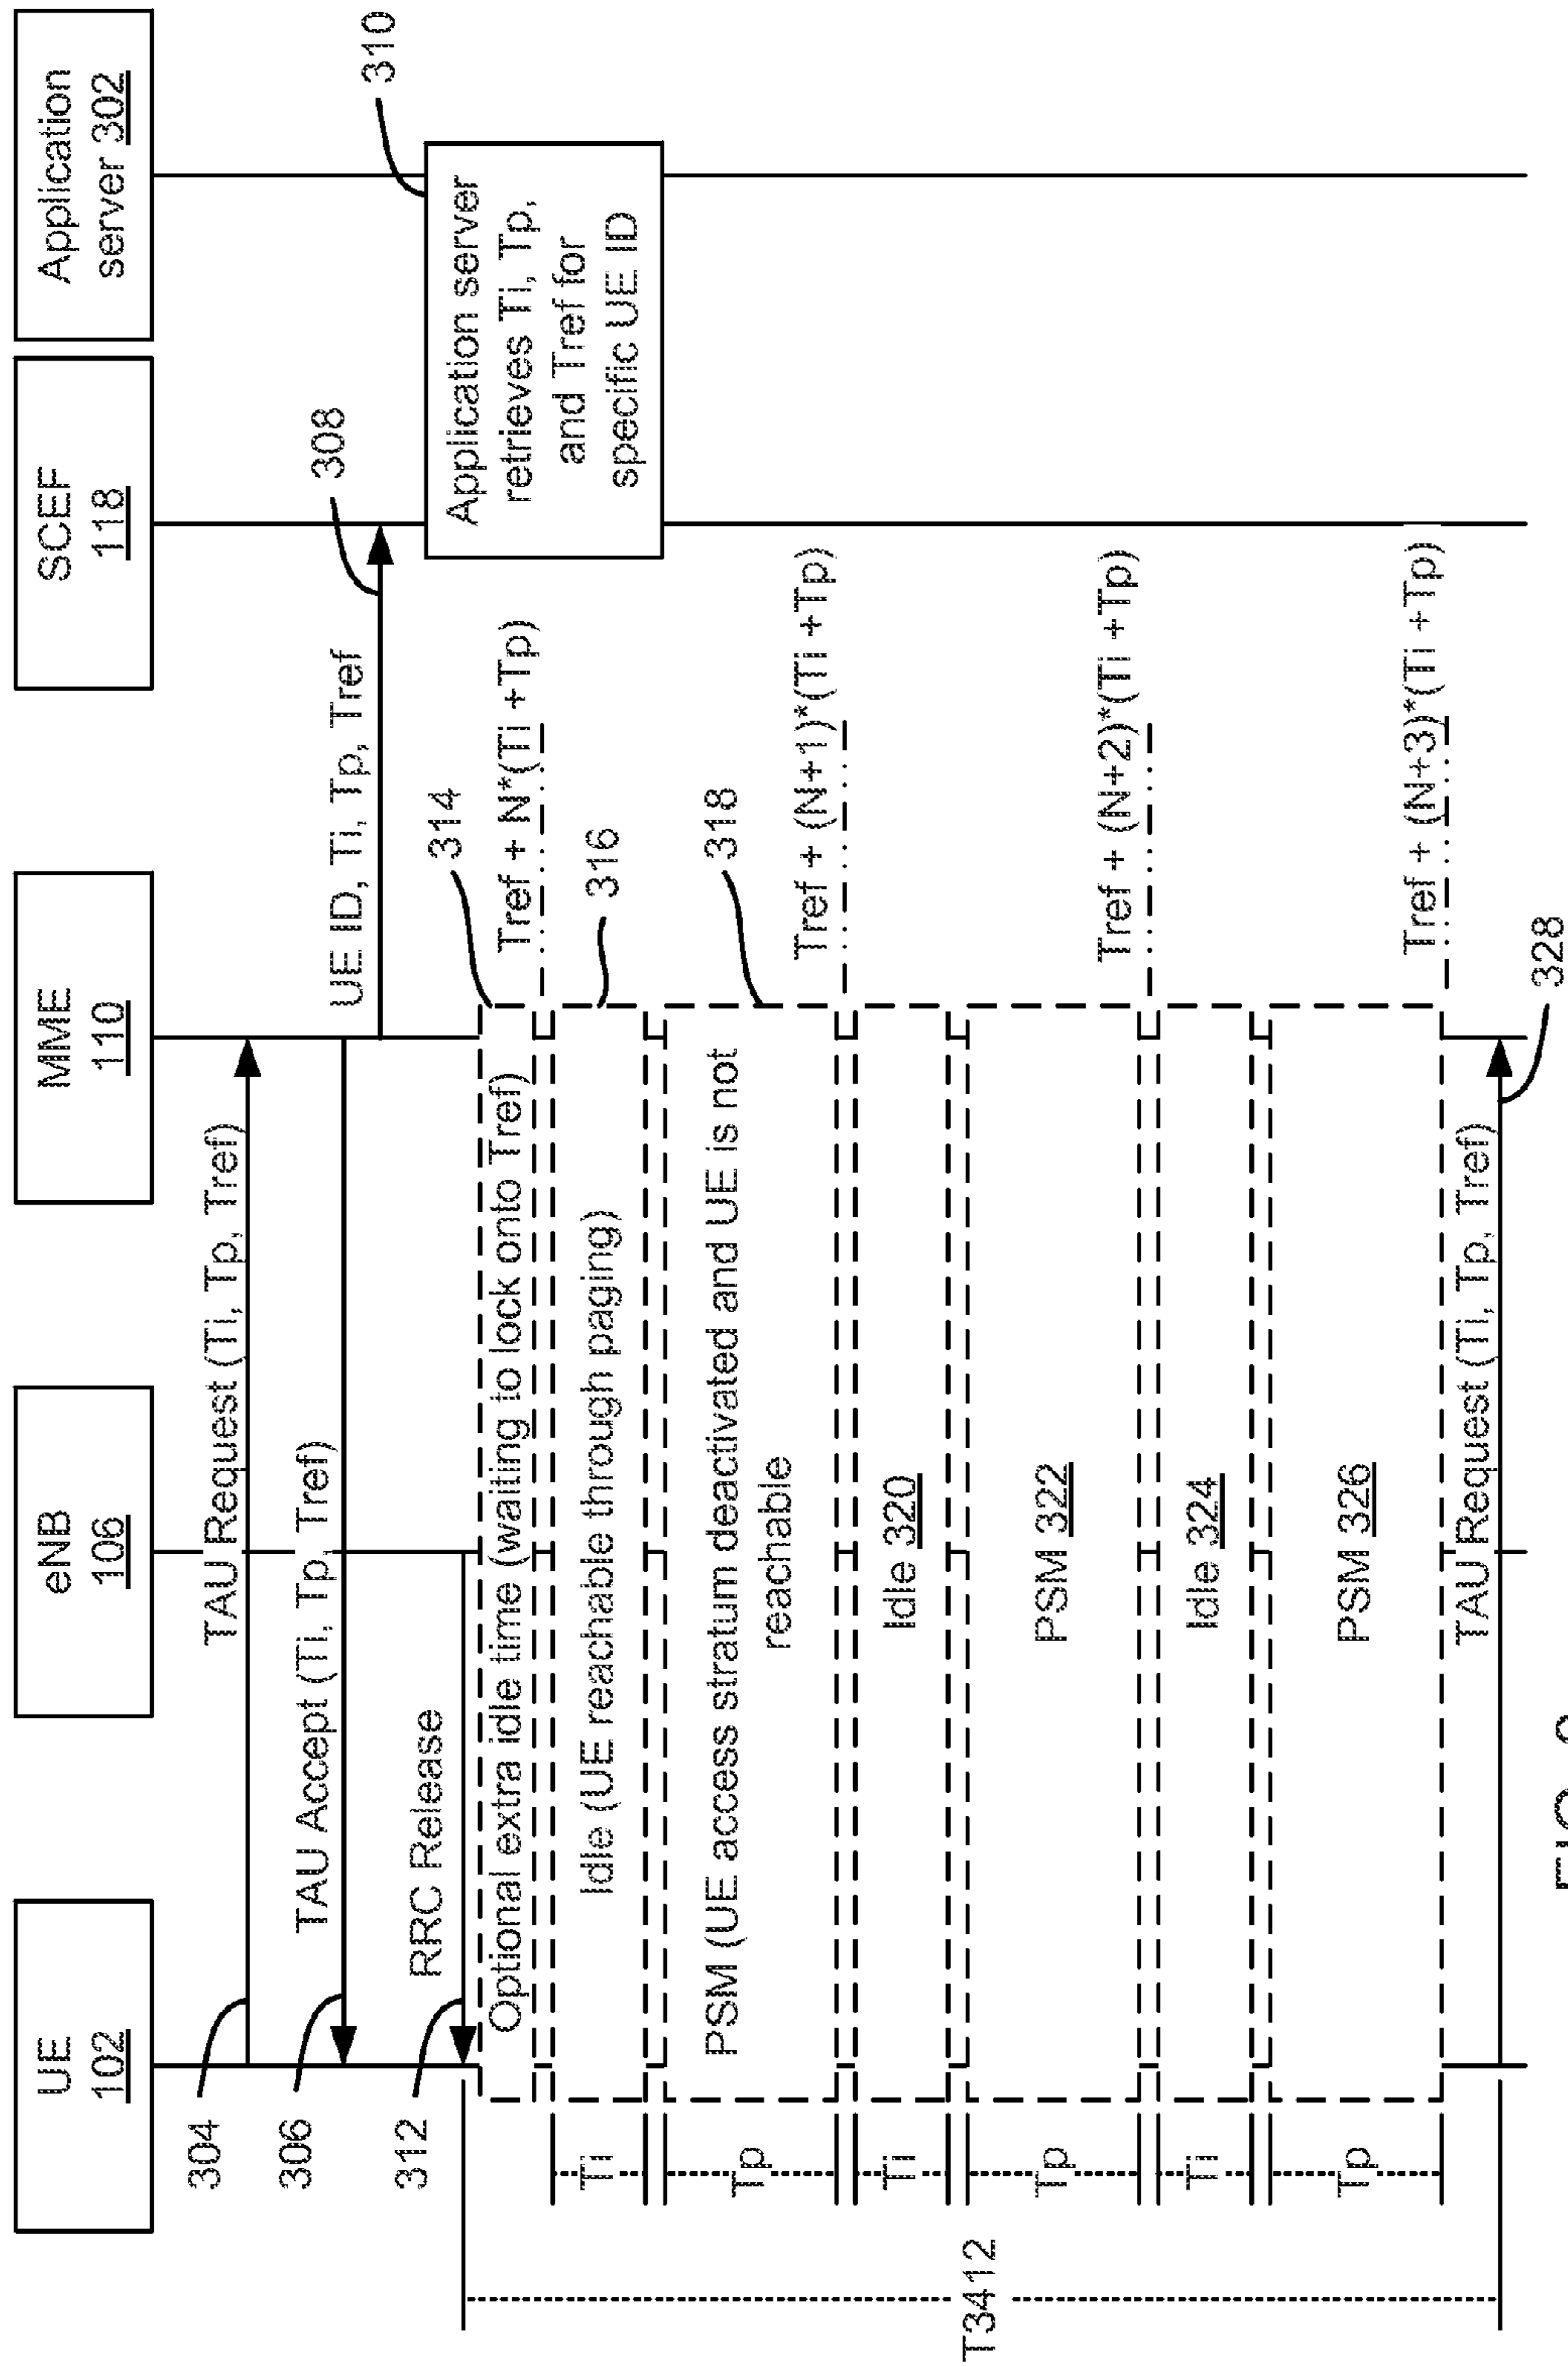 UE
102
eNB
106
MME
110
SCEF
118
Application
server 302
TAU Request (Ti, Tp, Tref)
304
TAU Accept (Ti, Tp, Tref)
306
UE ID, Ti, Tp, Tref
308
310
Application server
retrieves Ti, Tp,
and Tref for
specific UE ID
RRC Release
312
314
Optional extra idle time (waiting to lock onto Tref)
Tref + N*(Ti +Tp)
Ti
Idle (UE reachable through paging)
316
Tp
PSM (UE access stratum deactivated and UE is not
reachable
318
Tref + (N+1)*(Ti +Tp)
Ti
Idle 320
Tp
PSM 322
Tref + (N+2)*(Ti +Tp)
T3412
Ti
Idle 324
Tp
PSM 326
Tref + (N+3)*(Ti +Tp)
TAU Request (Ti, Tp, Tref)
328